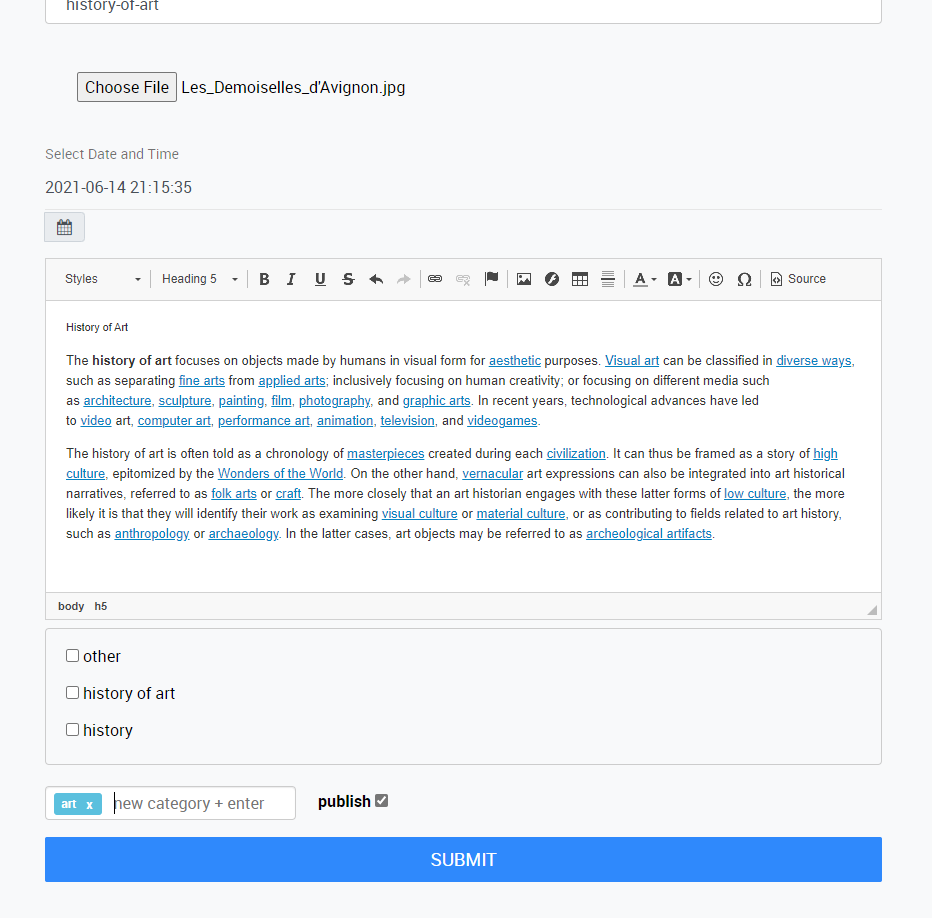 history-of-art
Choose File Les_Demoiselles_d'Avignon.jpg
Select Date and Time
2021-06-14 21:15:35
Styles Heading 5 B I U S A A Ω Source
History of Art
The history of art focuses on objects made by humans in visual form for aesthetic purposes. Visual art can be classified in diverse ways,
such as separating fine arts from applied arts; inclusively focusing on human creativity; or focusing on different media such
as architecture, sculpture, painting, film, photography, and graphic arts. In recent years, technological advances have led
to video art, computer art, performance art, animation, television, and videogames.
The history of art is often told as a chronology of masterpieces created during each civilization. It can thus be framed as a story of high
culture, epitomized by the Wonders of the World. On the other hand, vernacular art expressions can also be integrated into art historical
narratives, referred to as folk arts or craft. The more closely that an art historian engages with these latter forms of low culture, the more
likely it is that they will identify their work as examining visual culture or material culture, or as contributing to fields related to art history,
such as anthropology or archaeology. In the latter cases, art objects may be referred to as archeological artifacts.
body h5
other
history of art
history
art x new category + enter publish
SUBMIT